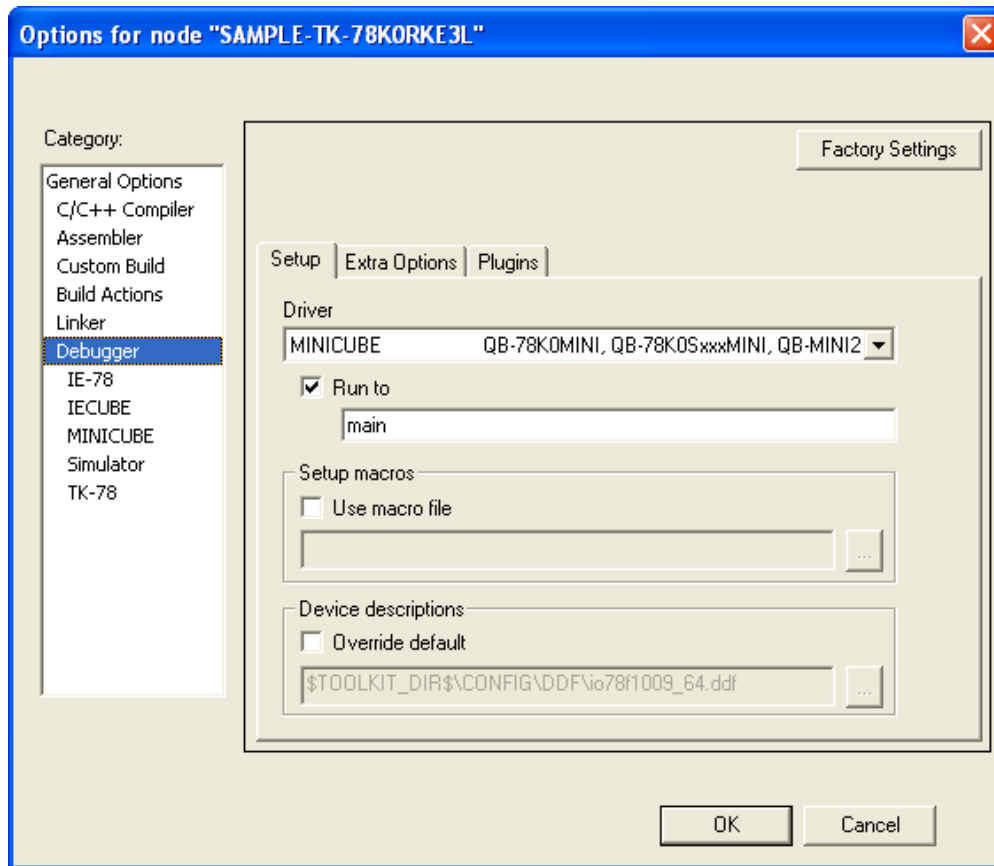 Options for node "SAMPLE-TK-78K0RKE3L"
Category:
Factory Settings
General Options
C/C++ Compiler
Assembler
Custom Build
Build Actions
Linker
Debugger
IE-78
IECUBE
MINICUBE
Simulator
TK-78
Setup Extra Options Plugins
Driver
MINICUBE QB-78K0MINI, QB-78K0SxxxMINI, QB-MINI2
Run to
main
Setup macros
Use macro file
...
Device descriptions
Override default
$TOOLKIT_DIR$\CONFIG\DDF\io78f1009_64.ddf
...
OK Cancel